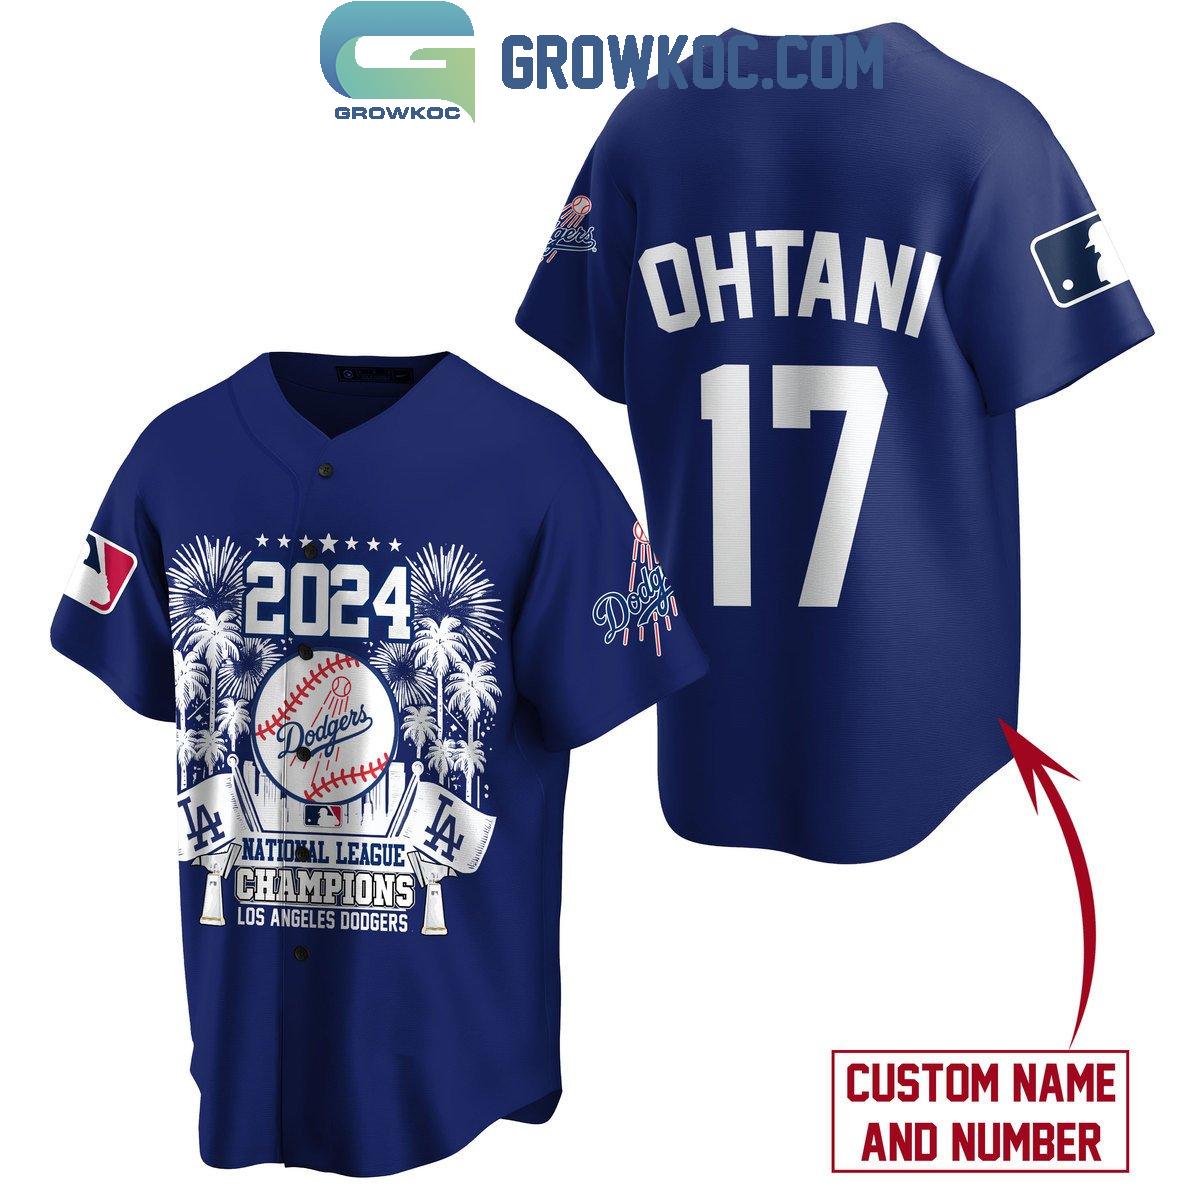 GROWKOC
GROWKOC.COM
OHTANI
17
Dodgers
2024
Dodgers
LA
LA
NATIONAL LEAGUE
CHAMPIONS
LOS ANGELES DODGERS
Dodgers
CUSTOM NAME
AND NUMBER